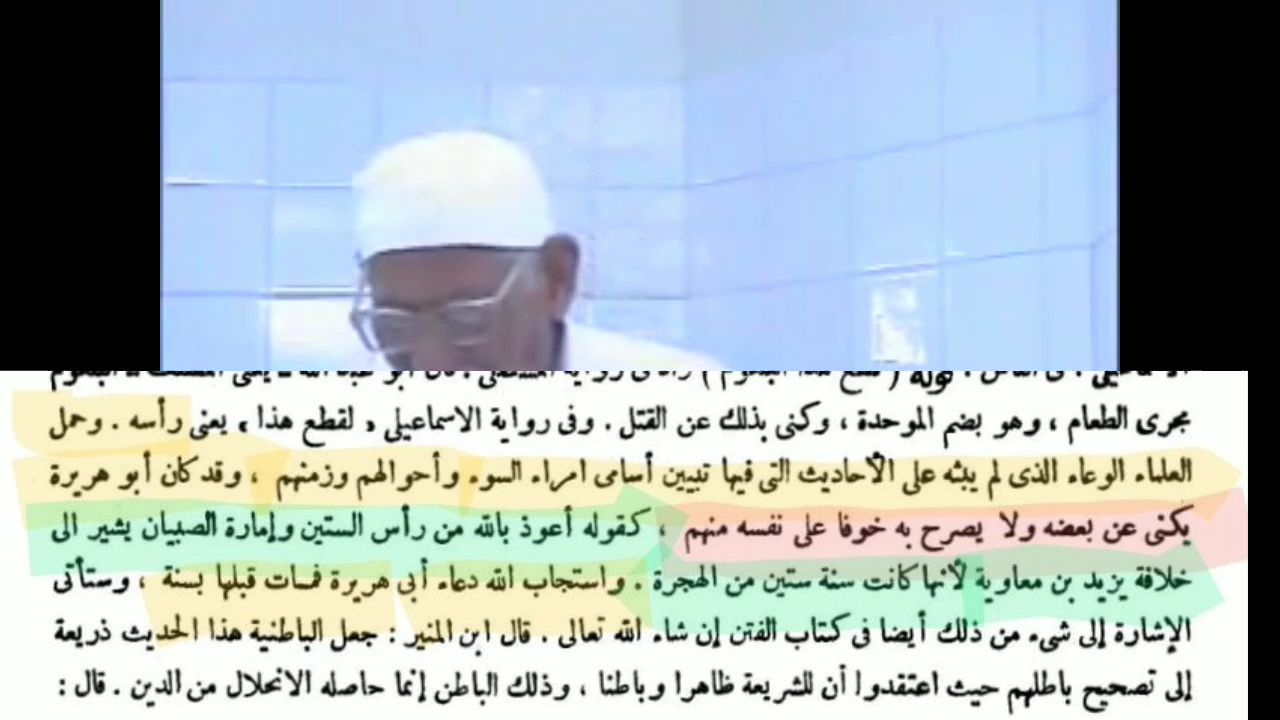 قوله ( قطع هذا البلعوم )
مجرى الطعام ، وهو بضم الموحدة ، وكنى بذلك عن القتل . وفى رواية الاسماعيلى « لقطع هذا » يعنى رأسه . وحمل
العلماء الوعاء الذى لم يبثه على الأحاديث التى فيها تبيين أسامى امراء السوء وأحوالهم وزمنهم ، وقد كان أبو هريرة
يكنى عن بعضه ولا يصرح به خوفا على نفسه منهم ، كقوله أعوذ بالله من رأس الستين وإمارة الصبيان يشير الى
خلافة يزيد بن معاوية لأنها كانت سنة ستين من الهجرة . واستجاب الله دعاء أبى هريرة فمات قبلها بسنة ، وستأتى
الإشارة إلى شىء من ذلك أيضا فى كتاب الفتن إن شاء الله تعالى . قال ابن المنير : جعل الباطنية هذا الحديث ذريعة
إلى تصحيح باطلهم حيث اعتقدوا أن للشريعة ظاهرا وباطنا ، وذلك الباطن إنما حاصله الانحلال من الدين . قال :